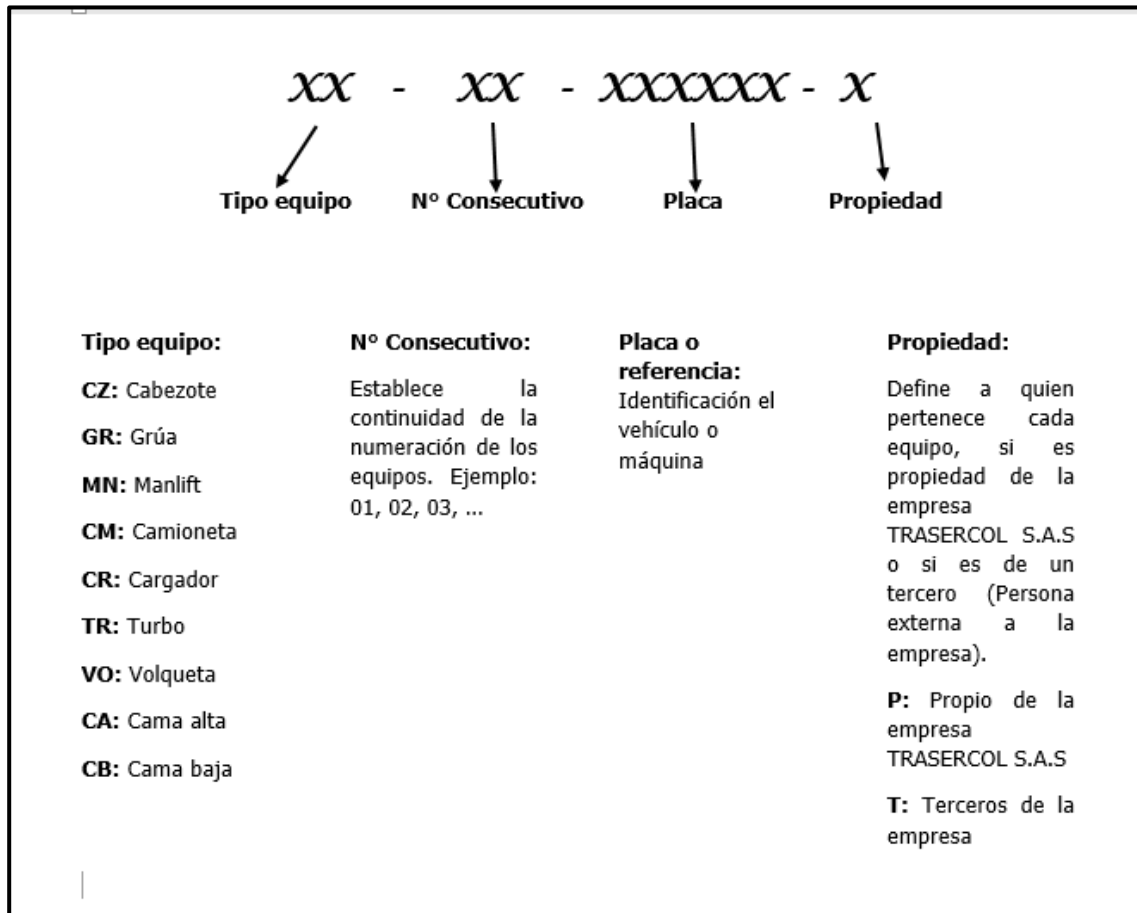 xx - xx - xxxxxx - x
Tipo equipo N° Consecutivo Placa Propiedad
Tipo equipo:
CZ: Cabezote
GR: Grúa
MN: Manlift
CM: Camioneta
CR: Cargador
TR: Turbo
VO: Volqueta
CA: Cama alta
CB: Cama baja
N° Consecutivo:
Establece la
continuidad de la
numeración de los
equipos. Ejemplo:
01, 02, 03, ...
Placa o
referencia:
Identificación el
vehículo o
máquina
Propiedad:
Define a quien
pertenece cada
equipo, si es
propiedad de la
empresa
TRASERCOL S.A.S
o si es de un
tercero (Persona
externa a la
empresa).
P: Propio de la
empresa
TRASERCOL S.A.S
T: Terceros de la
empresa